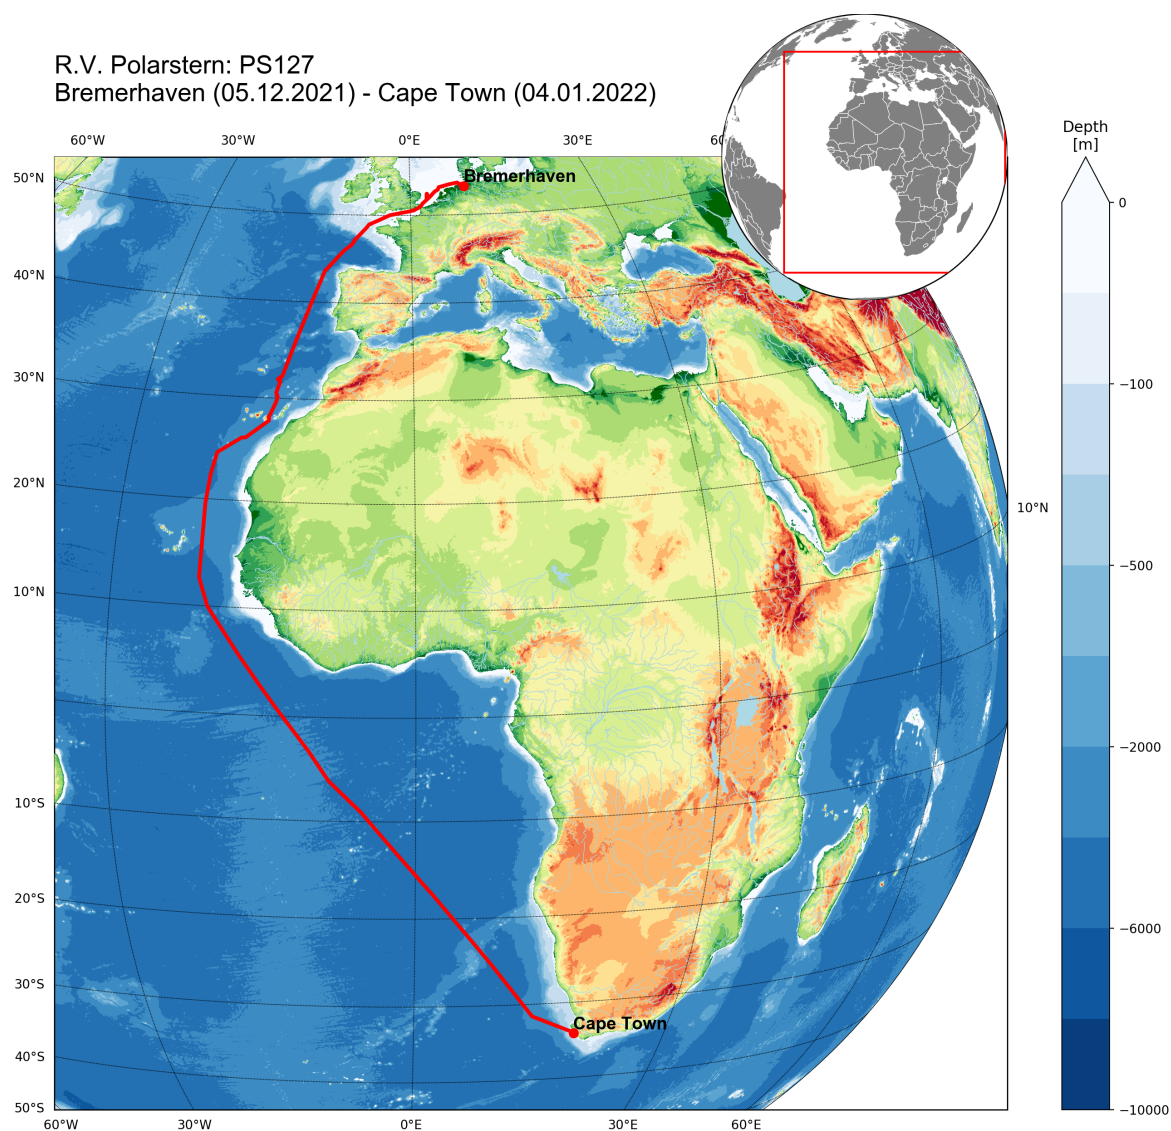 R.V. Polarstern: PS127
Bremerhaven (05.12.2021) - Cape Town (04.01.2022)
Depth
[m]
60°W 30°W 0°E 30°E 60
50°N
40°N
30°N
20°N
10°N
10°S
20°S
30°S
40°S
50°S
10°N
Bremerhaven
Cape Town
60°W 30°W 0°E 30°E 60°E
0
−100
−500
−2000
−6000
−10000